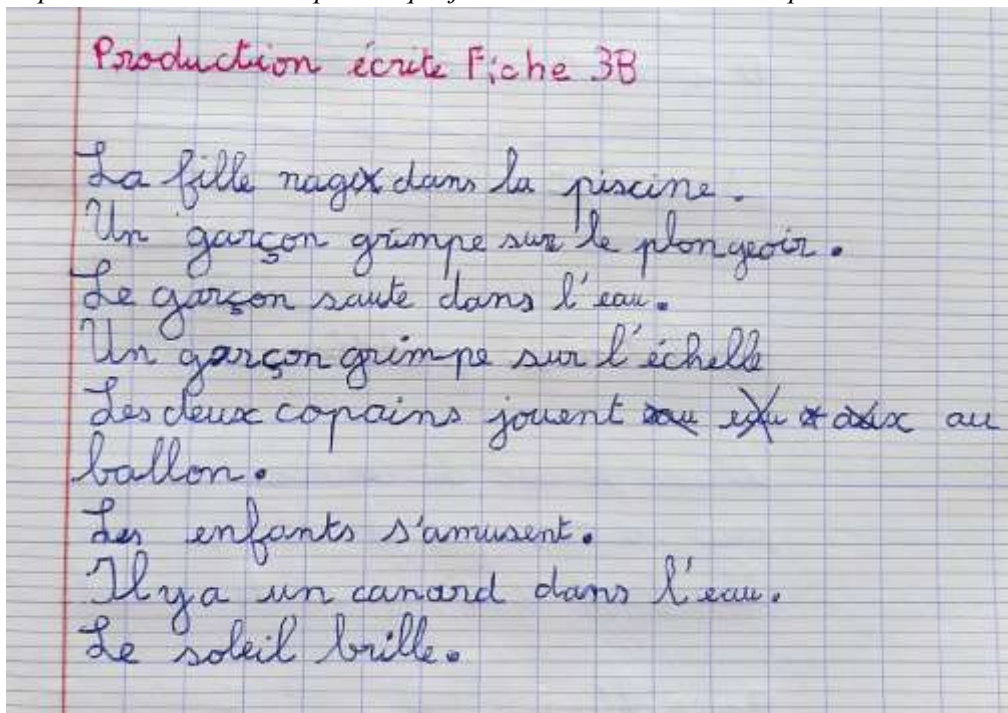 Production écrite Fiche 3B
La fille nage dans la piscine.
Un garçon grimpe sur le plongeoir.
Le garçon saute dans l'eau.
Un garçon grimpe sur l'échelle
Les deux copains jouent au
ballon.
Les enfants s'amusent.
Il y a un canard dans l'eau.
Le soleil brille.